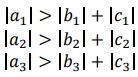 |a₁| > |b₁| + |c₁|
|a₂| > |b₂| + |c₂|
|a₃| > |b₃| + |c₃|